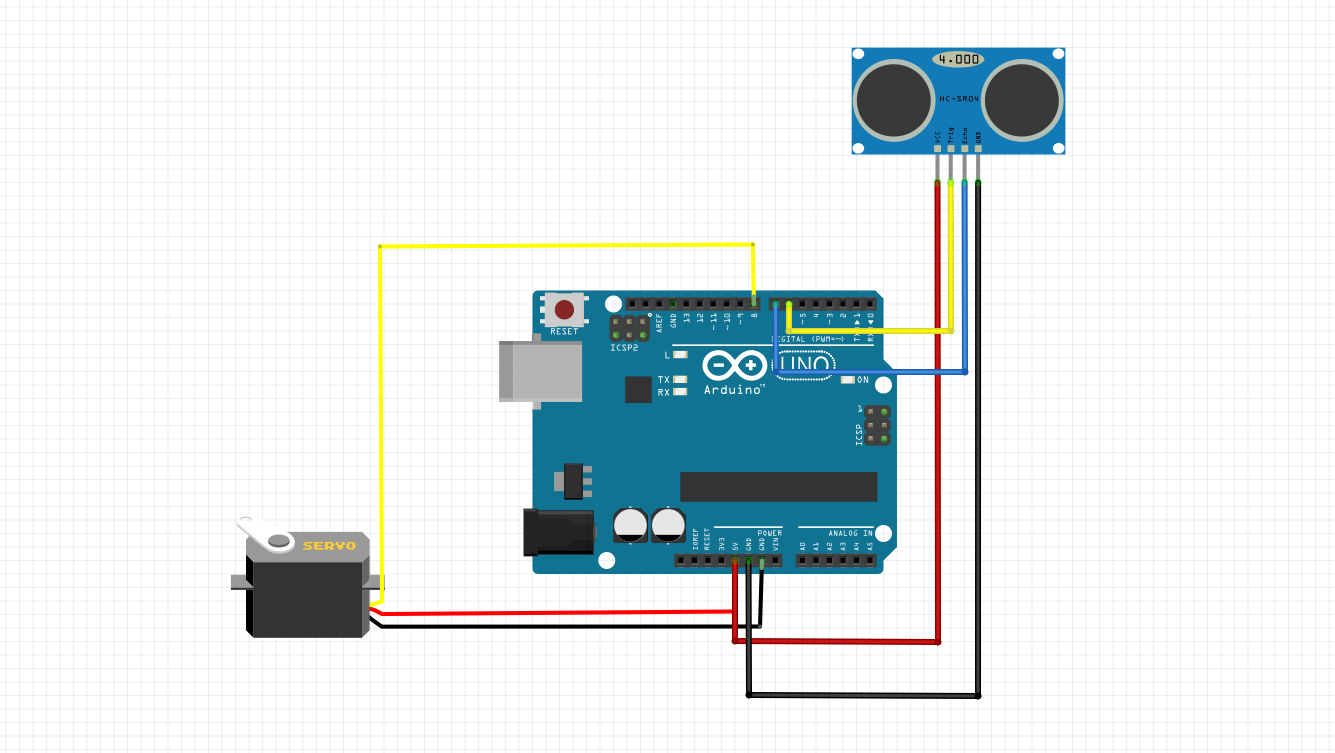 4.000
HC-SR04
VCC
Trig
Echo
GND
RESET
ICSP2
AREF
GND
13
12
~11
~10
~9
8
~5
4
~3
2
TX▶1
RX◀0
DIGITAL (PWM=~)
L
TX
RX
UNO
Arduino™
ON
1
ICSP
SERVO
POWER
ANALOG IN
IOREF
RESET
3V3
5V
GND
GND
VIN
A0
A1
A2
A3
A4
A5